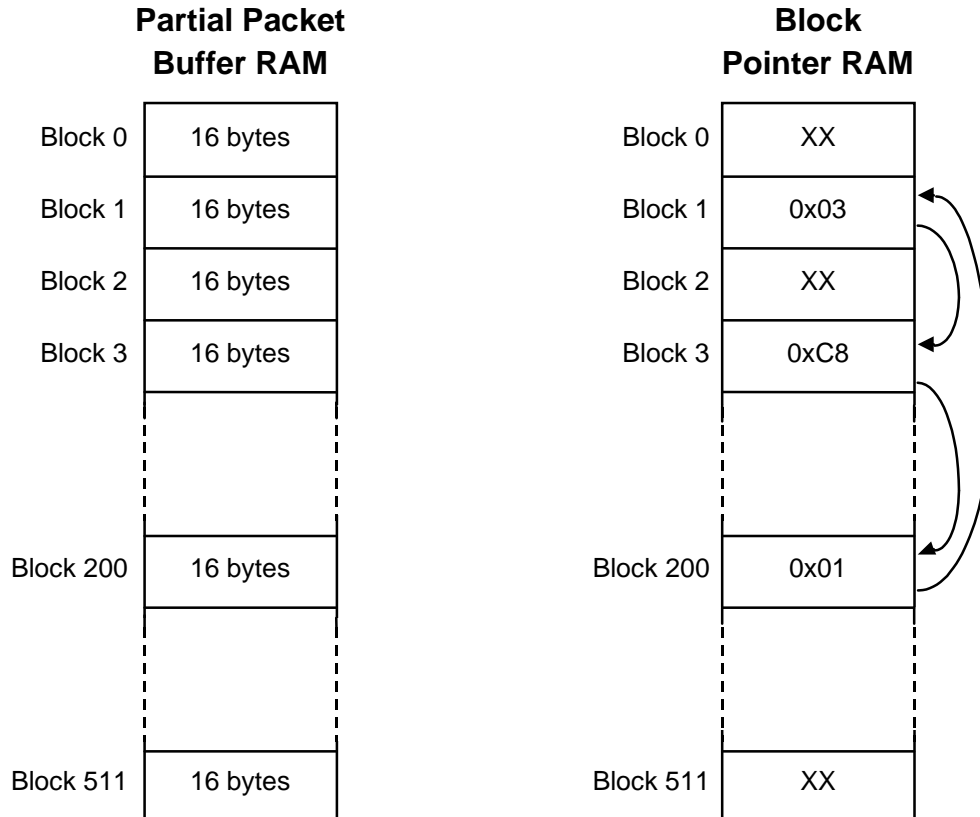 Partial Packet
Buffer RAM
Block 0 16 bytes
Block 1 16 bytes
Block 2 16 bytes
Block 3 16 bytes
Block 200 16 bytes
Block 511 16 bytes
Block
Pointer RAM
Block 0 XX
Block 1 0x03
Block 2 XX
Block 3 0xC8
Block 200 0x01
Block 511 XX